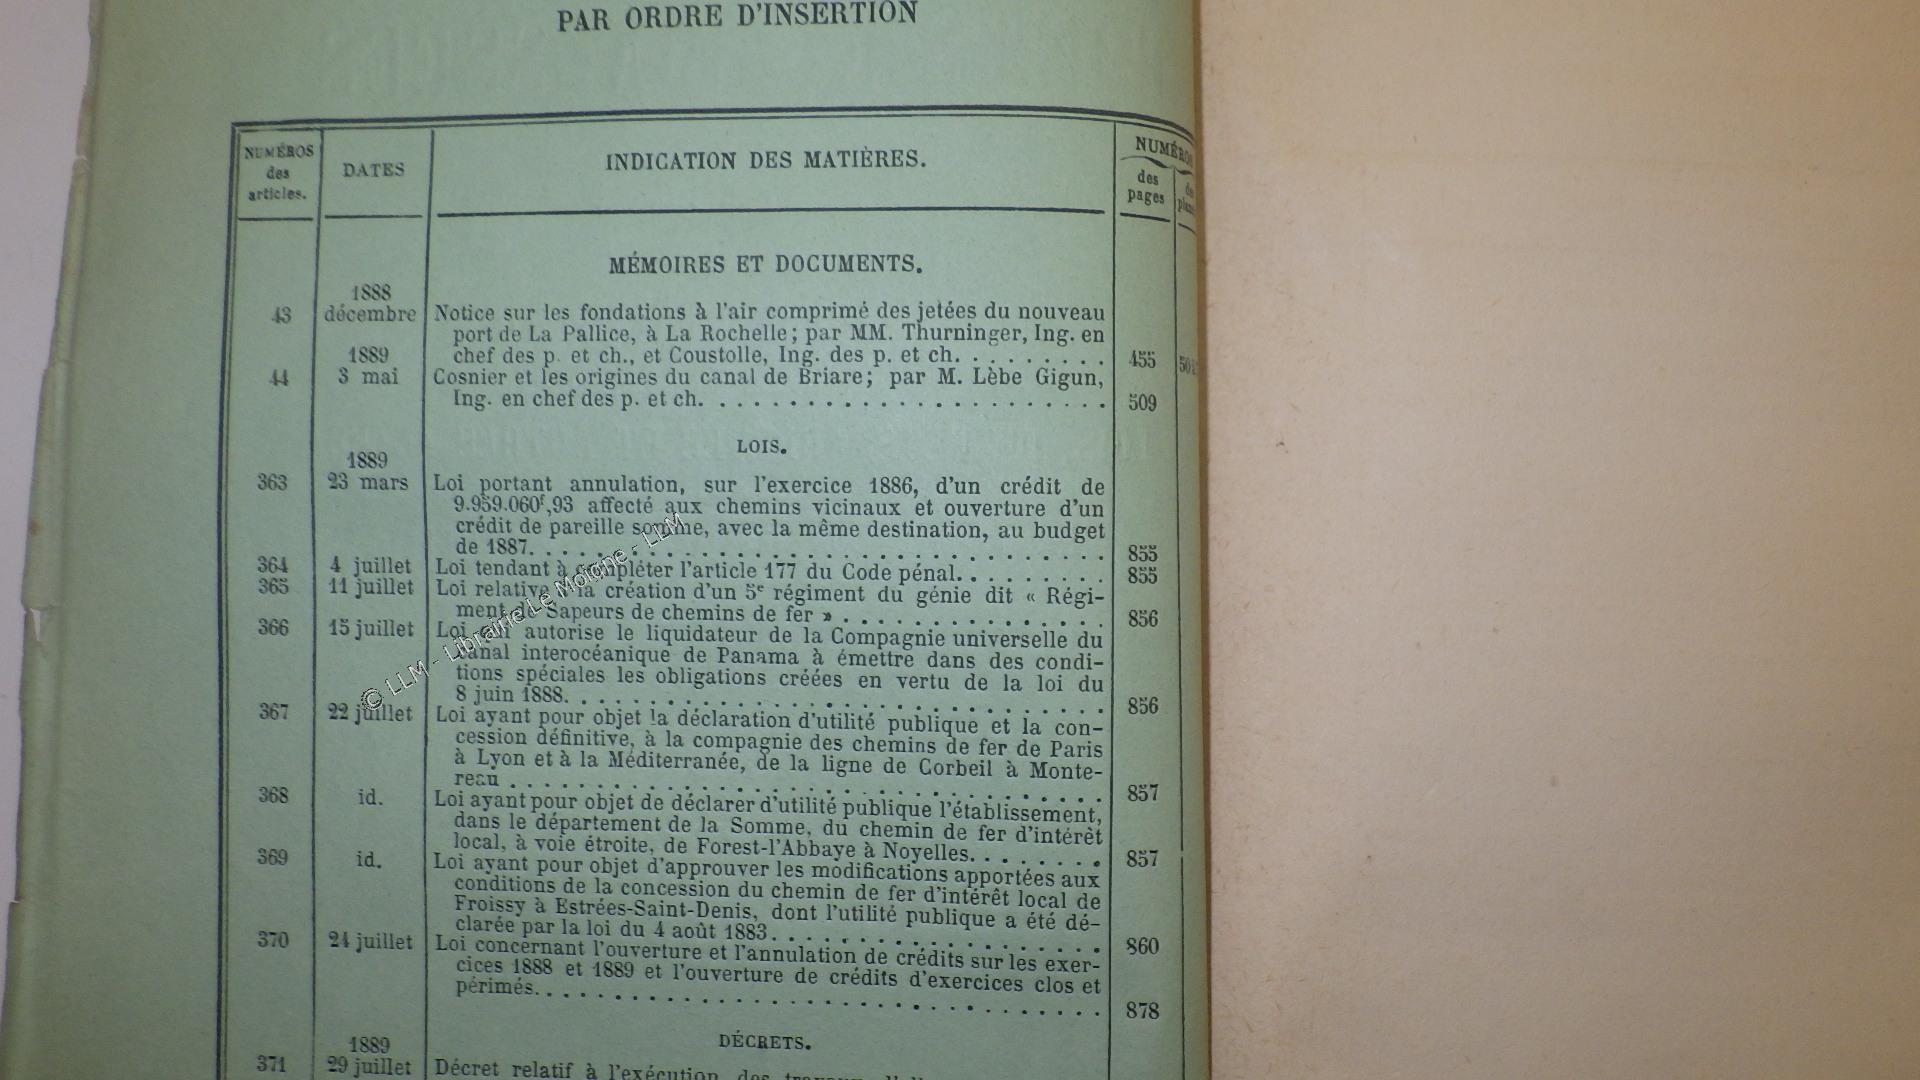 PAR ORDRE D'INSERTION
NUMÉROS des articles.
DATES
INDICATION DES MATIÈRES.
NUMÉROS
des pages
MÉMOIRES ET DOCUMENTS.
1888
43 décembre Notice sur les fondations à l'air comprimé des jetées du nouveau
port de La Pallice, à La Rochelle; par MM. Thurninger, Ing. en
1889 chef des p. et ch., et Coustolle, Ing. des p. et ch. . . . . . . . . 455
44 3 mai Cosnier et les origines du canal de Briare; par M. Lèbe Gigun,
Ing. en chef des p. et ch. . . . . . . . . . . . . . . . . . . . . . . 509
LOIS.
1889
363 23 mars Loi portant annulation, sur l'exercice 1886, d'un crédit de
9.959.060f,93 affecté aux chemins vicinaux et ouverture d'un
crédit de pareille somme, avec la même destination, au budget
de 1887. . . . . . . . . . . . . . . . . . . . . . . . . . . . . . . 855
364 4 juillet Loi tendant à compléter l'article 177 du Code pénal. . . . . . . . . 855
365 11 juillet Loi relative à la création d'un 5e régiment du génie dit « Régi-
ment de Sapeurs de chemins de fer » . . . . . . . . . . . . . . . 856
366 15 juillet Loi qui autorise le liquidateur de la Compagnie universelle du
canal interocéanique de Panama à émettre dans des condi-
tions spéciales les obligations créées en vertu de la loi du
8 juin 1888. . . . . . . . . . . . . . . . . . . . . . . . . . . . . 856
367 22 juillet Loi ayant pour objet la déclaration d'utilité publique et la con-
cession définitive, à la compagnie des chemins de fer de Paris
à Lyon et à la Méditerranée, de la ligne de Corbeil à Monte-
reau . . . . . . . . . . . . . . . . . . . . . . . . . . . . . . . . 857
368 id. Loi ayant pour objet de déclarer d'utilité publique l'établissement,
dans le département de la Somme, du chemin de fer d'intérêt
local, à voie étroite, de Forest-l'Abbaye à Noyelles. . . . . . . . 857
369 id. Loi ayant pour objet d'approuver les modifications apportées aux
conditions de la concession du chemin de fer d'intérêt local de
Froissy à Estrées-Saint-Denis, dont l'utilité publique a été dé-
clarée par la loi du 4 août 1883. . . . . . . . . . . . . . . . . . 860
370 24 juillet Loi concernant l'ouverture et l'annulation de crédits sur les exer-
cices 1888 et 1889 et l'ouverture de crédits d'exercices clos et
périmés. . . . . . . . . . . . . . . . . . . . . . . . . . . . . . . 878
DÉCRETS.
1889
371 29 juillet Décret relatif à l'exécution des travaux
© LLM - Librairie Le Moigne - LLM